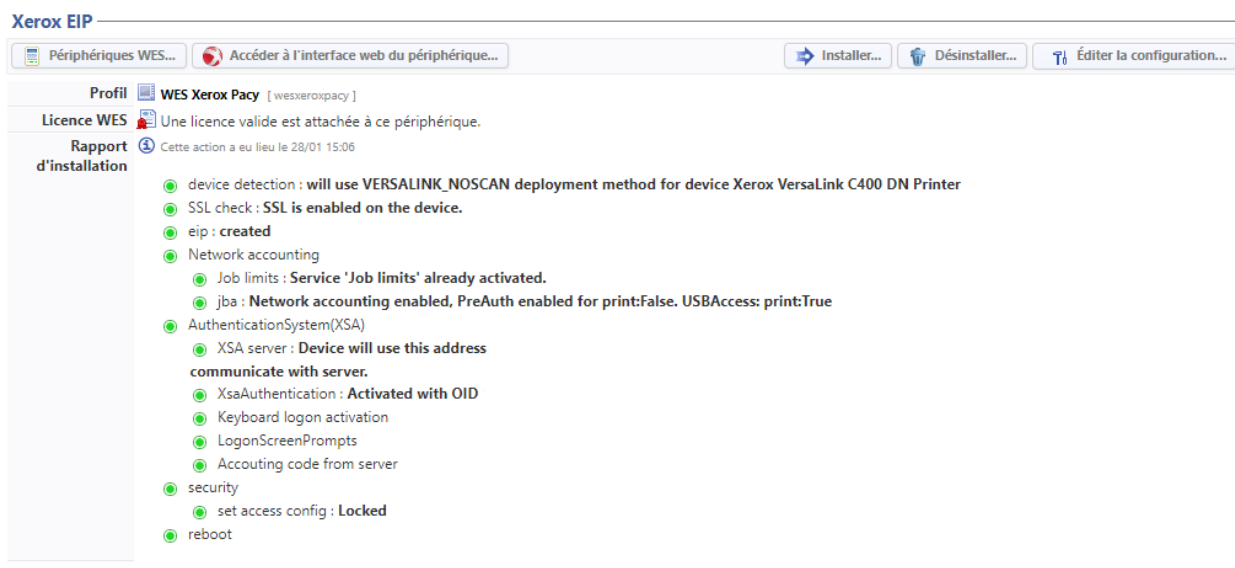 Xerox EIP
Périphériques WES... Accéder à l'interface web du périphérique... Installer... Désinstaller... Éditer la configuration...
Profil WES Xerox Pacy [ wesxeroxpacy ]
Licence WES Une licence valide est attachée à ce périphérique.
Rapport d'installation Cette action a eu lieu le 28/01 15:06
device detection : will use VERSALINK_NOSCAN deployment method for device Xerox VersaLink C400 DN Printer
SSL check : SSL is enabled on the device.
eip : created
Network accounting
Job limits : Service 'Job limits' already activated.
jba : Network accounting enabled, PreAuth enabled for print:False. USBAccess: print:True
AuthenticationSystem(XSA)
XSA server : Device will use this address
communicate with server.
XsaAuthentication : Activated with OID
Keyboard logon activation
LogonScreenPrompts
Accouting code from server
security
set access config : Locked
reboot